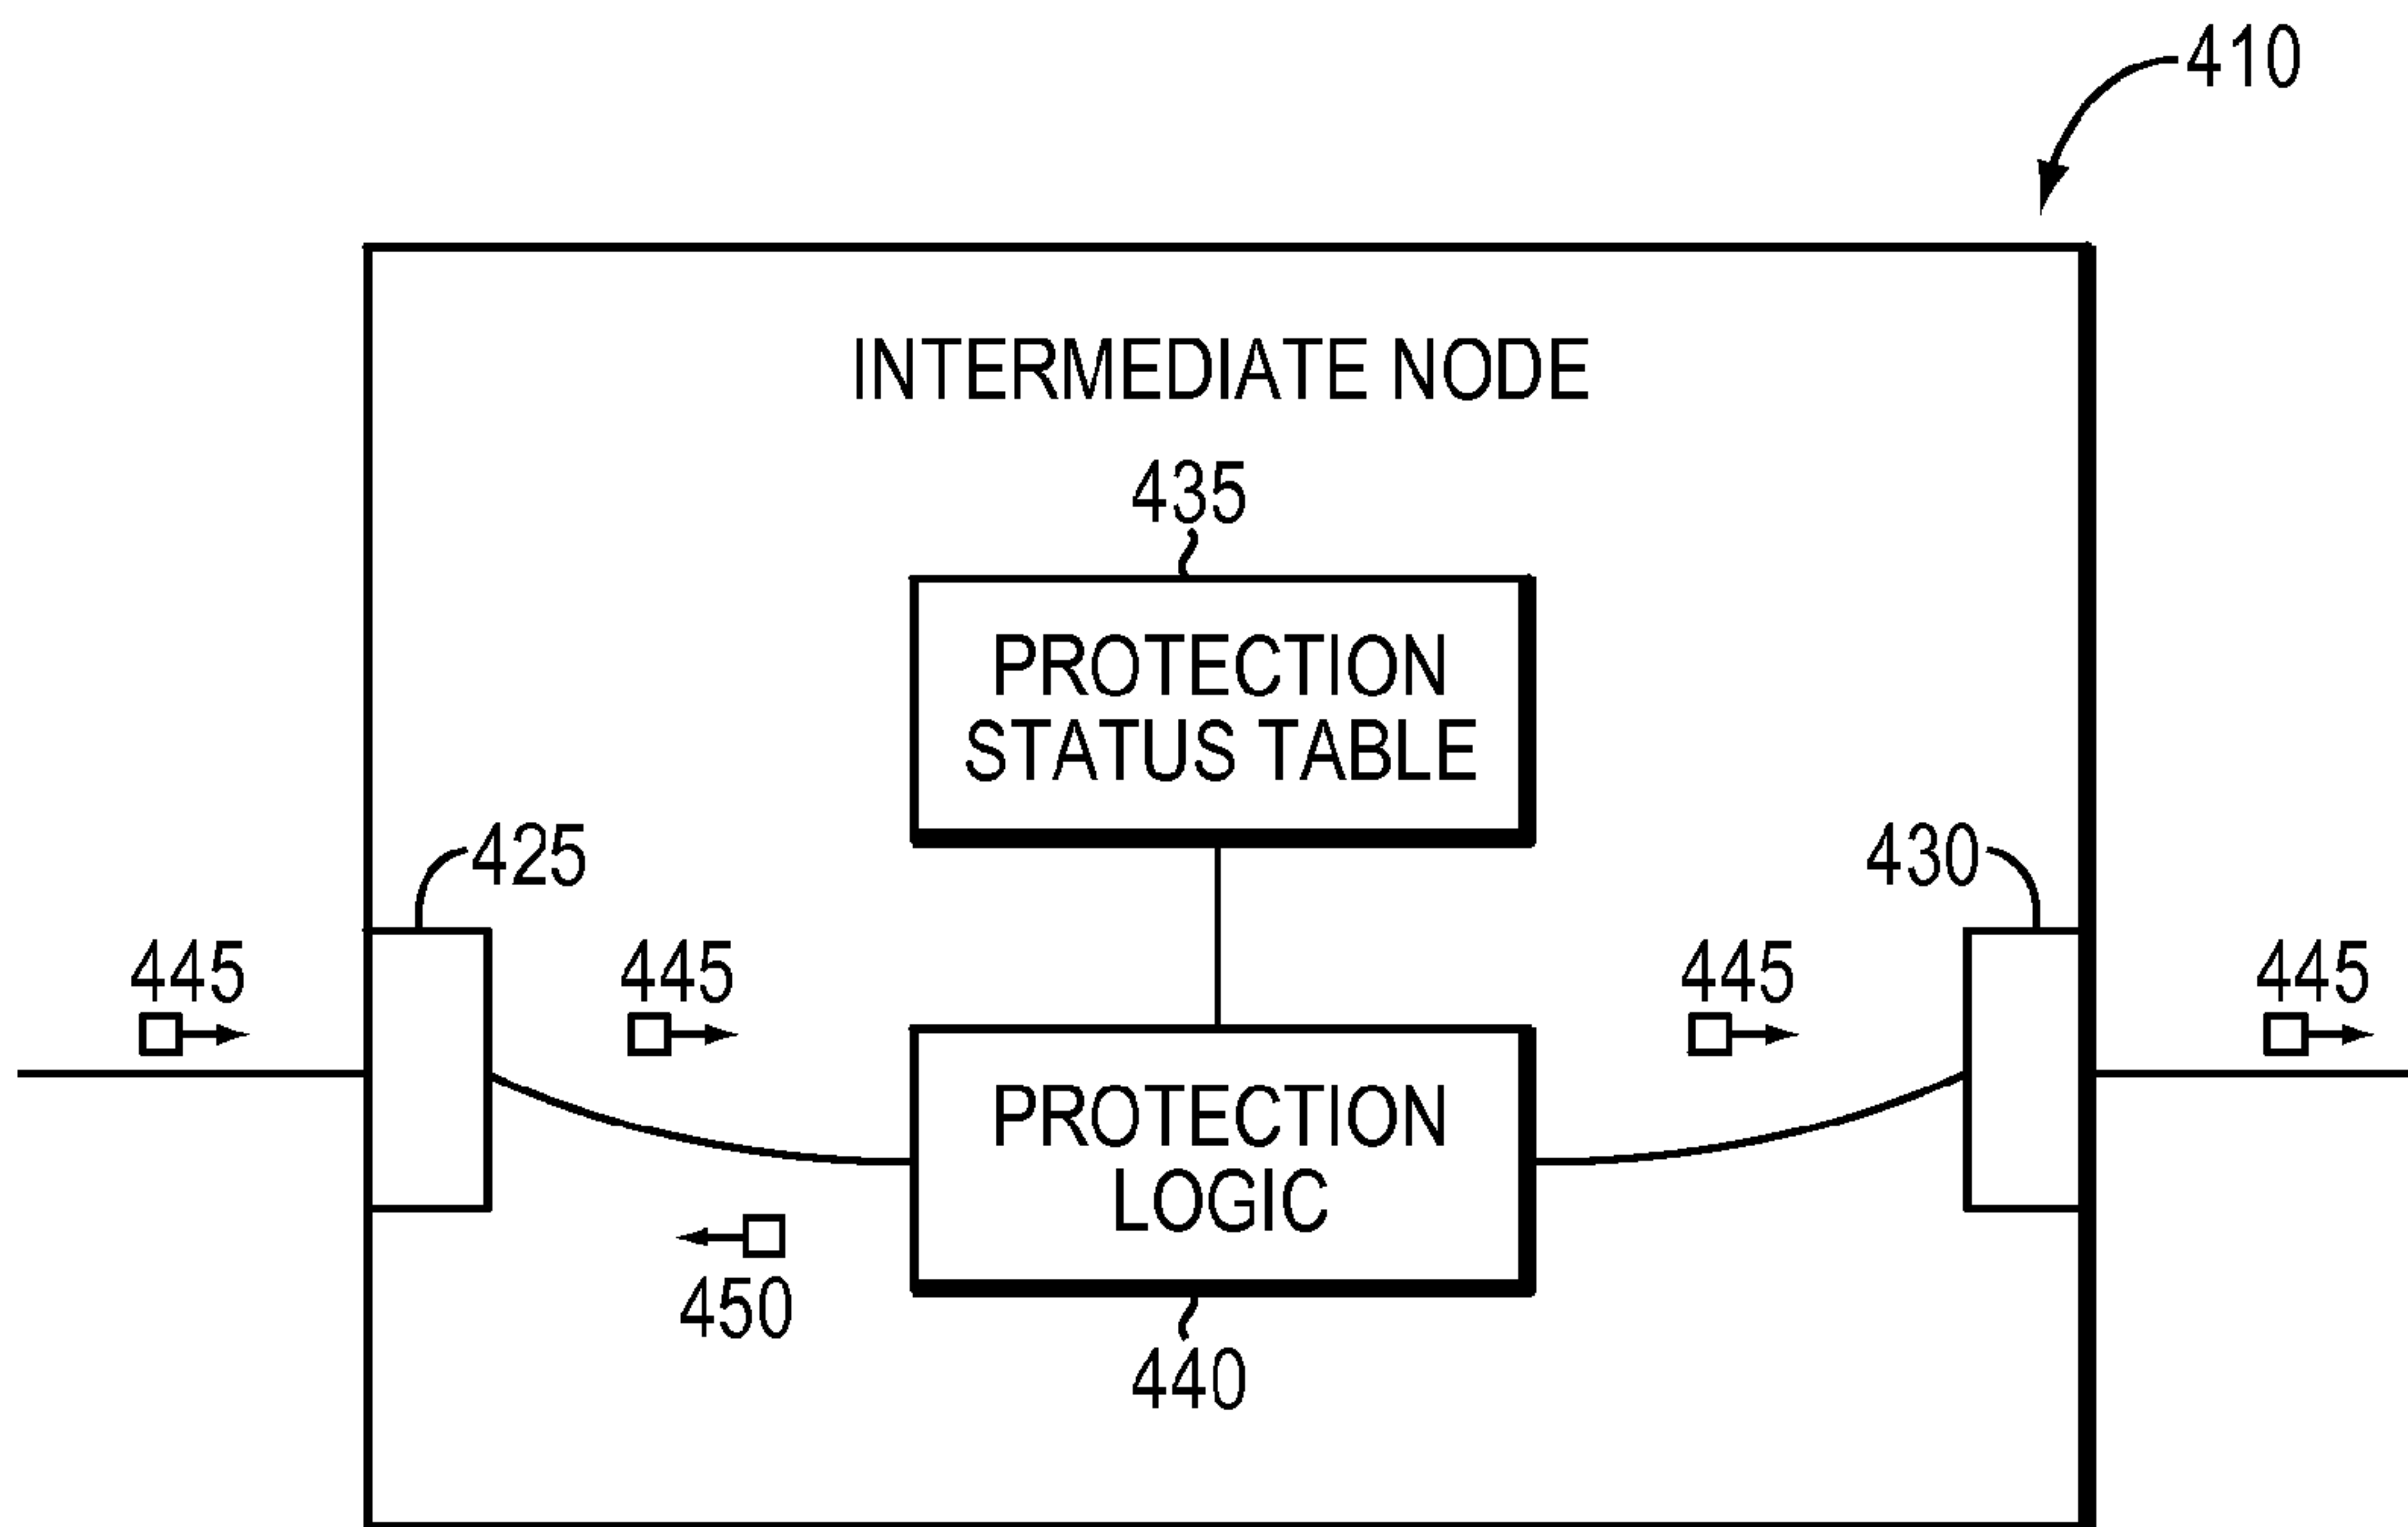 410
INTERMEDIATE NODE
435
PROTECTION
STATUS TABLE
425
430
445
445
445
445
PROTECTION
LOGIC
450
440